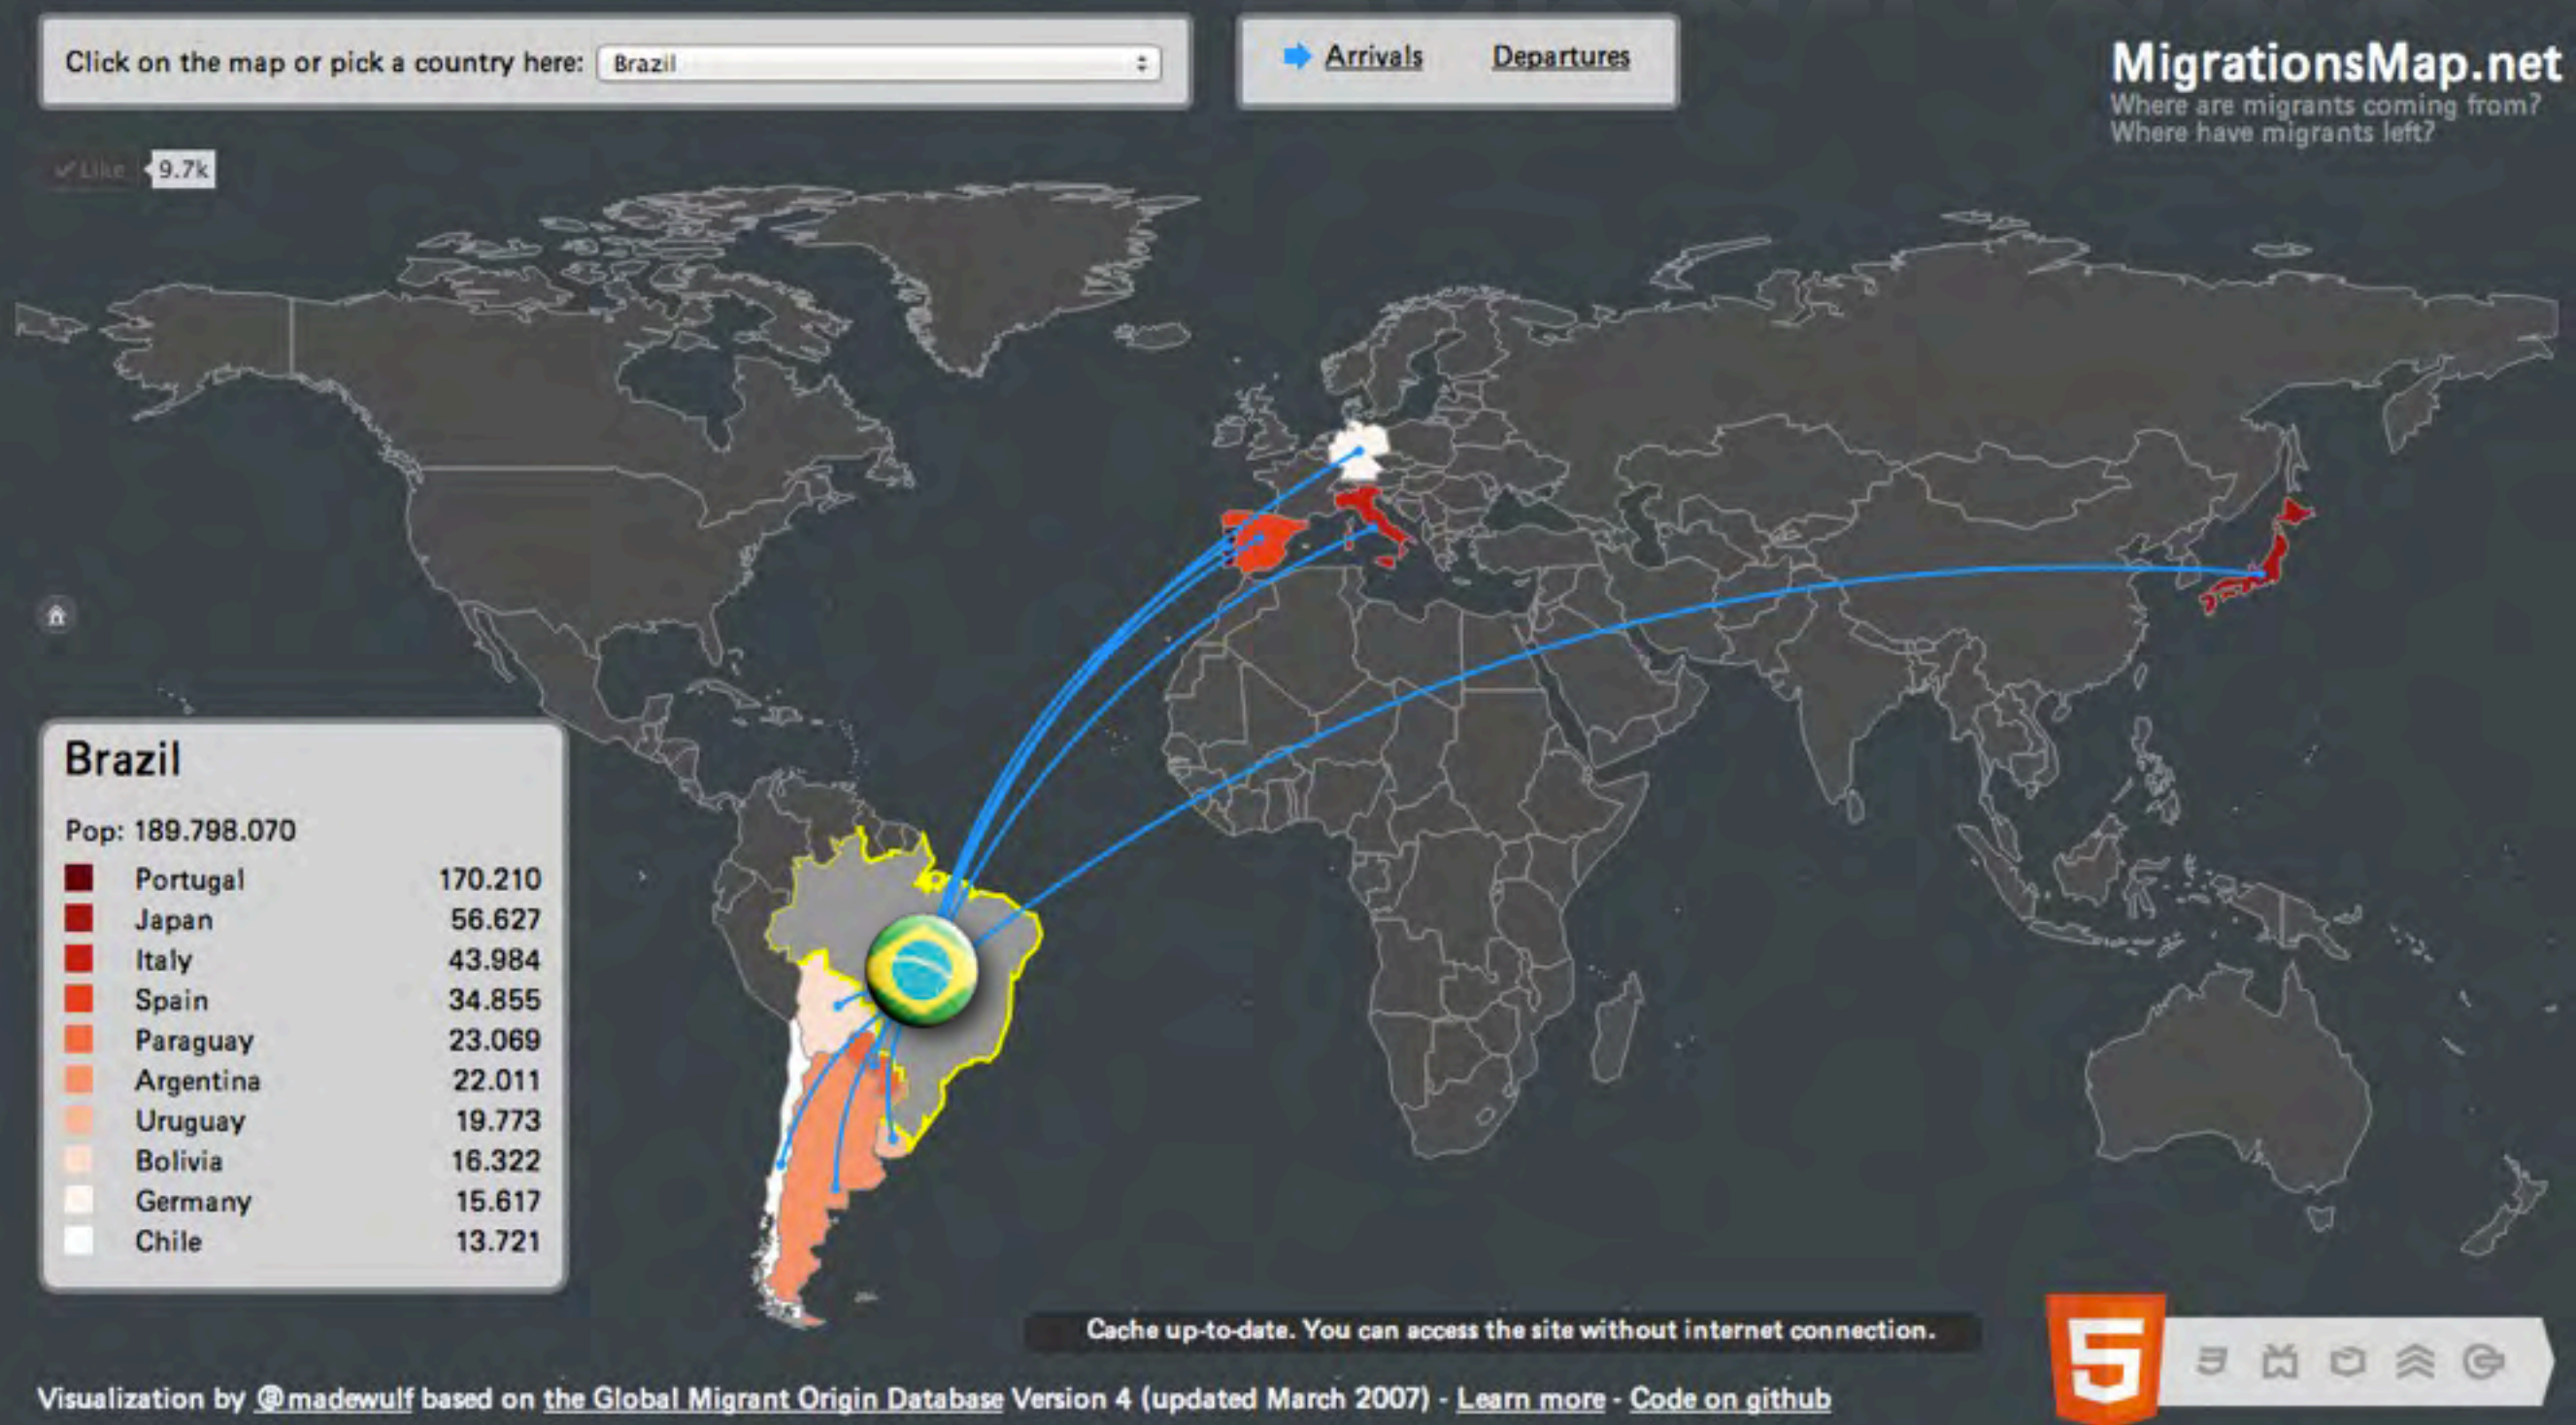 Click on the map or pick a country here: Brazil
Arrivals Departures
MigrationsMap.net
Where are migrants coming from?
Where have migrants left?
Like 9.7k
Brazil
Pop: 189.798.070
Portugal 170.210
Japan 56.627
Italy 43.984
Spain 34.855
Paraguay 23.069
Argentina 22.011
Uruguay 19.773
Bolivia 16.322
Germany 15.617
Chile 13.721
Cache up-to-date. You can access the site without internet connection.
5
Visualization by @madewulf based on the Global Migrant Origin Database Version 4 (updated March 2007) - Learn more - Code on github